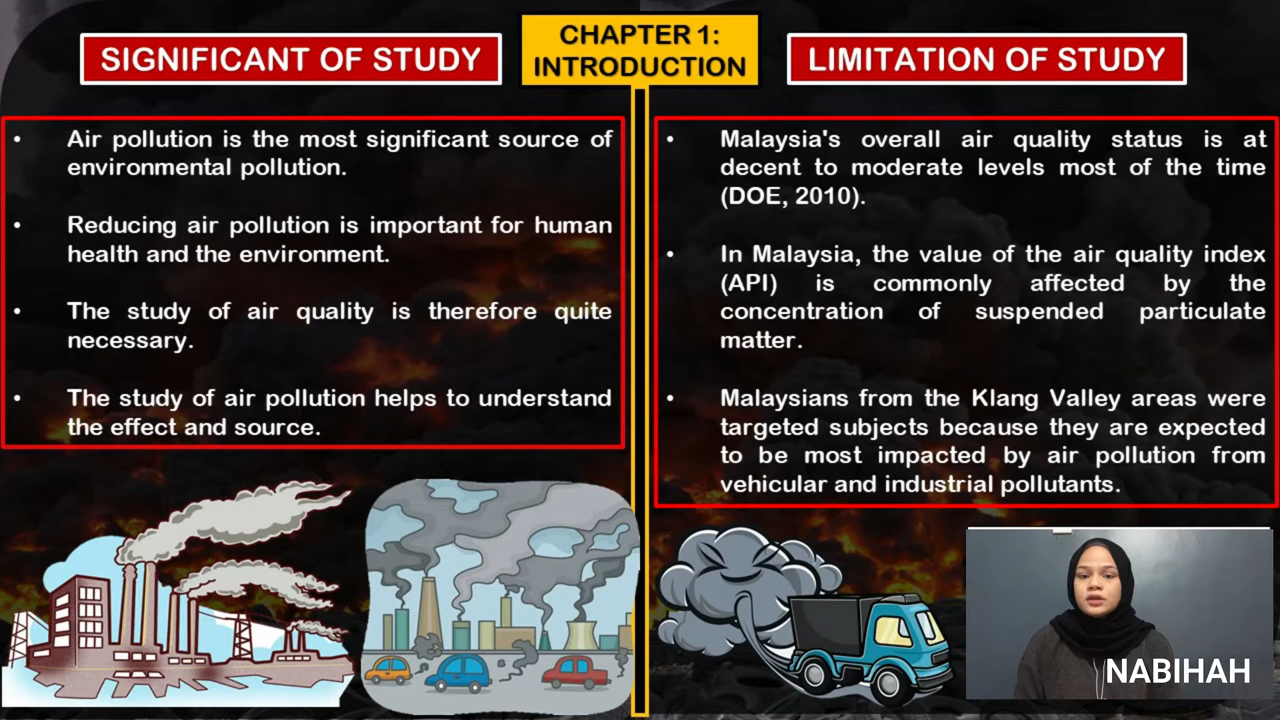 SIGNIFICANT OF STUDY
CHAPTER 1:
INTRODUCTION
LIMITATION OF STUDY
• Air pollution is the most significant source of
environmental pollution.
• Reducing air pollution is important for human
health and the environment.
• The study of air quality is therefore quite
necessary.
• The study of air pollution helps to understand
the effect and source.
• Malaysia's overall air quality status is at
decent to moderate levels most of the time
(DOE, 2010).
• In Malaysia, the value of the air quality index
(API) is commonly affected by the
concentration of suspended particulate
matter.
• Malaysians from the Klang Valley areas were
targeted subjects because they are expected
to be most impacted by air pollution from
vehicular and industrial pollutants.
NABIHAH